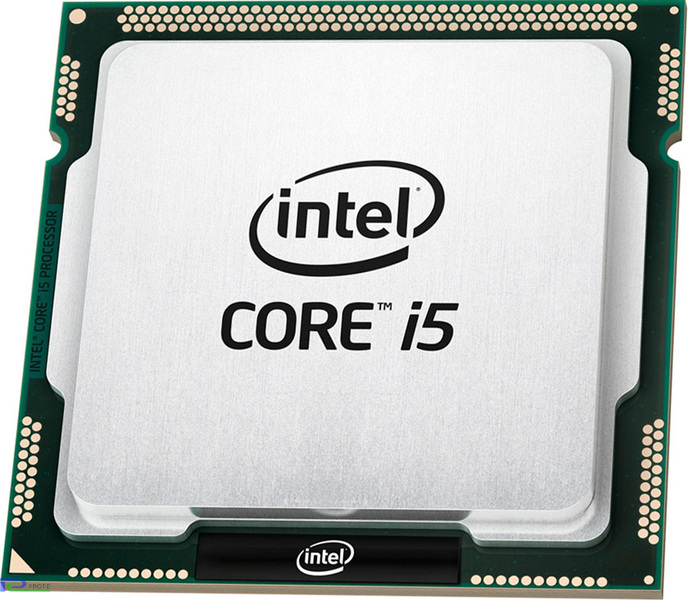 intel®
CORE™ i5
INTEL® CORE™ i5 PROCESSOR
intel